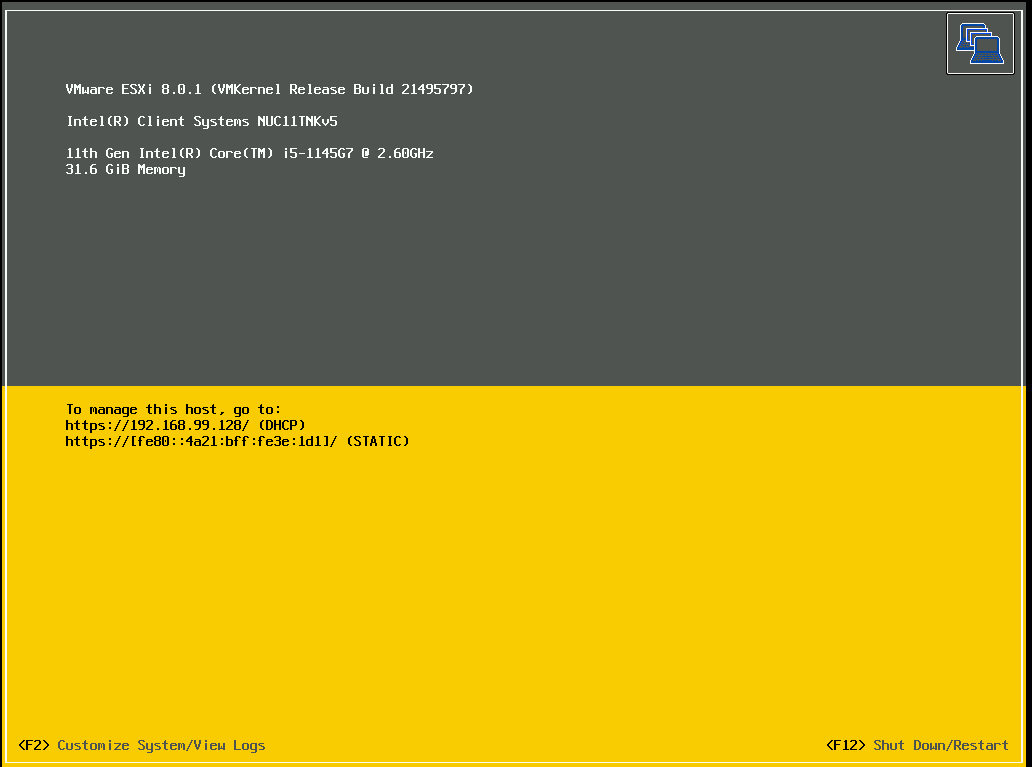 VMware ESXi 8.0.1 (VMKernel Release Build 21495797)
Intel(R) Client Systems NUC11TNKv5
11th Gen Intel(R) Core(TM) i5-1145G7 @ 2.60GHz
31.6 GiB Memory
To manage this host, go to:
https://192.168.99.128/ (DHCP)
https://[fe80::4a21:bff:fe3e:1d1]/ (STATIC)
<F2> Customize System/View Logs
<F12> Shut Down/Restart